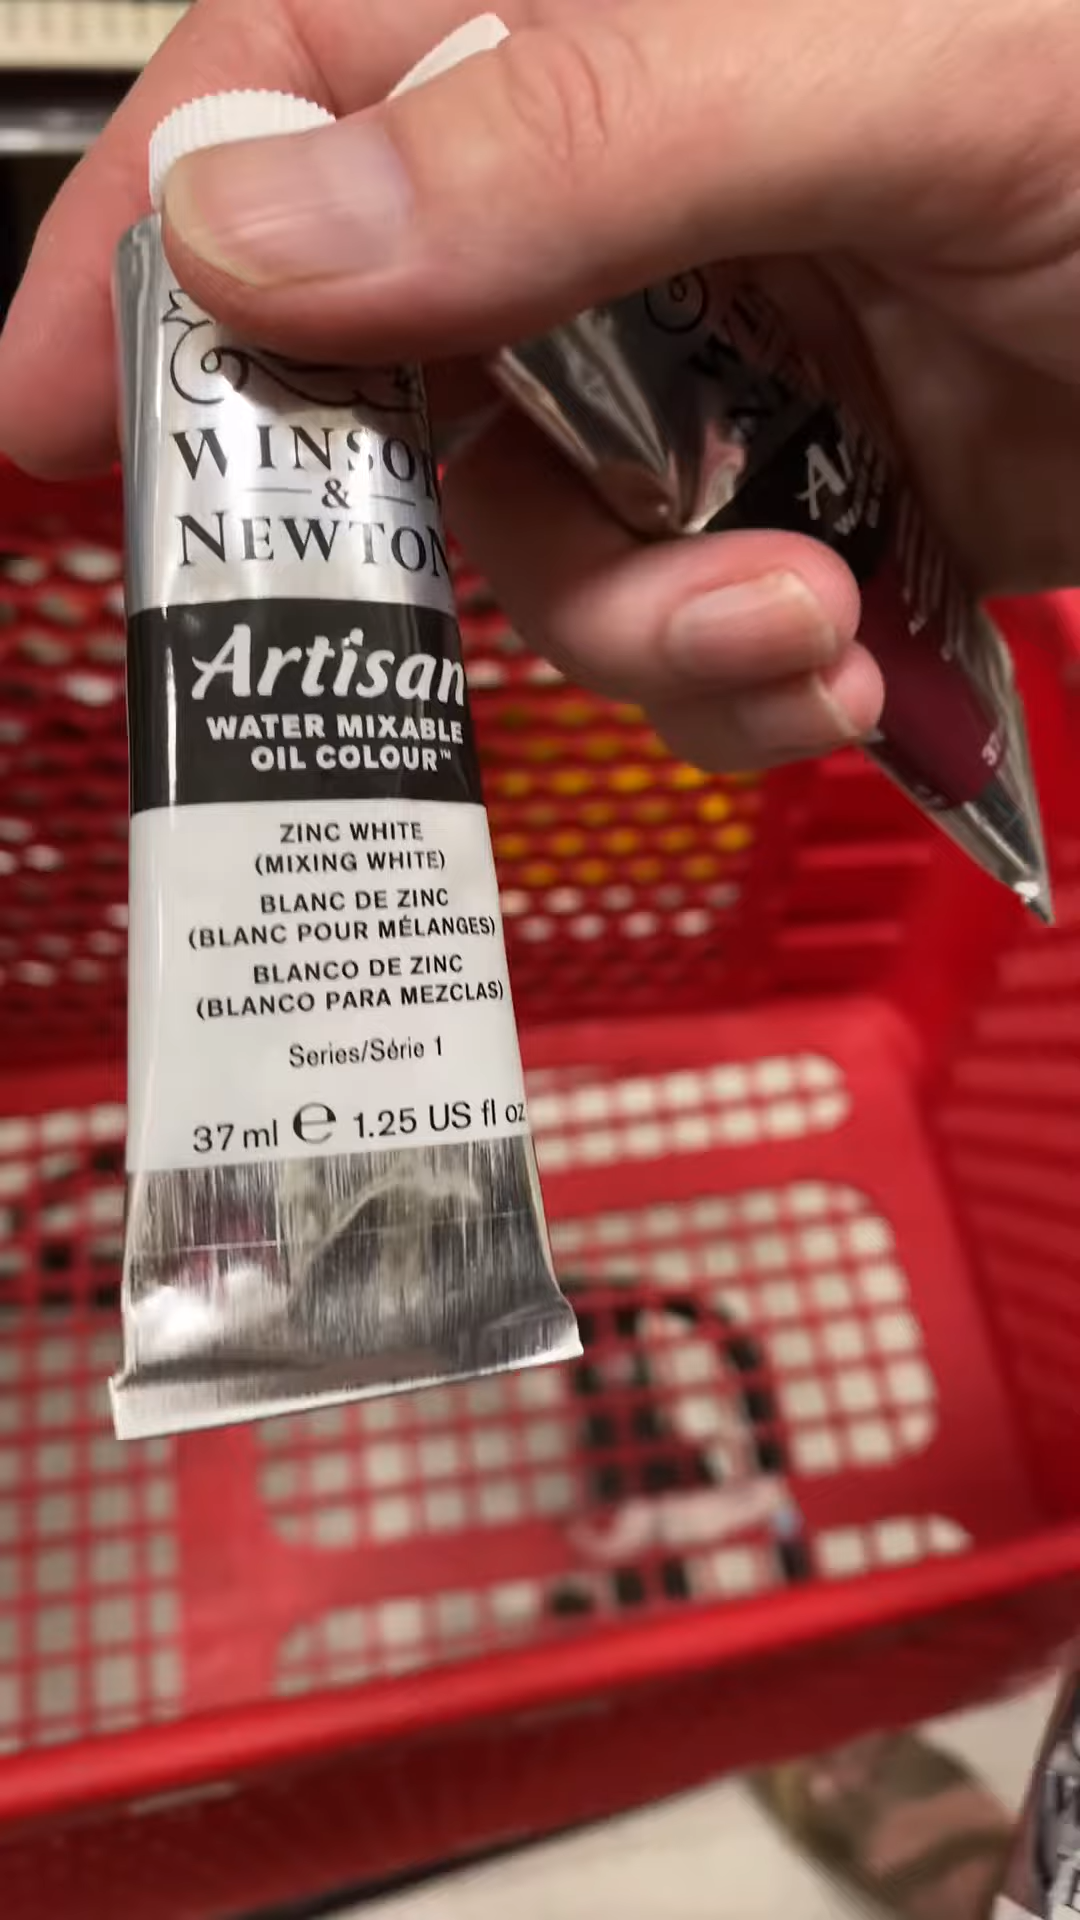 WINSOR
&
NEWTON
Artisan
WATER MIXABLE
OIL COLOUR™
ZINC WHITE
(MIXING WHITE)
BLANC DE ZINC
(BLANC POUR MÉLANGES)
BLANCO DE ZINC
(BLANCO PARA MEZCLAS)
Series/Série 1
37 ml e 1.25 US fl oz